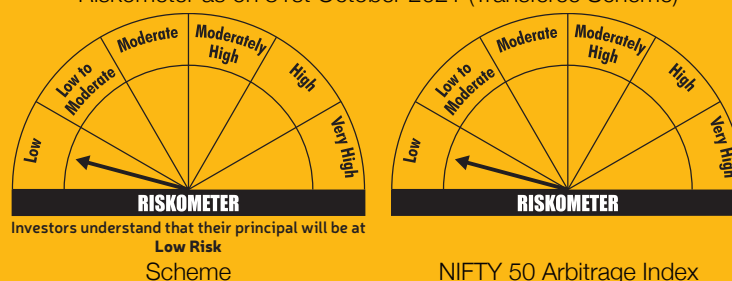 Low
Low to
Moderate
Moderate
Moderately
High
High
Very High
RISKOMETER
Investors understand that their principal will be at
Low Risk
Scheme
Low
Low to
Moderate
Moderate
Moderately
High
High
Very High
RISKOMETER
NIFTY 50 Arbitrage Index